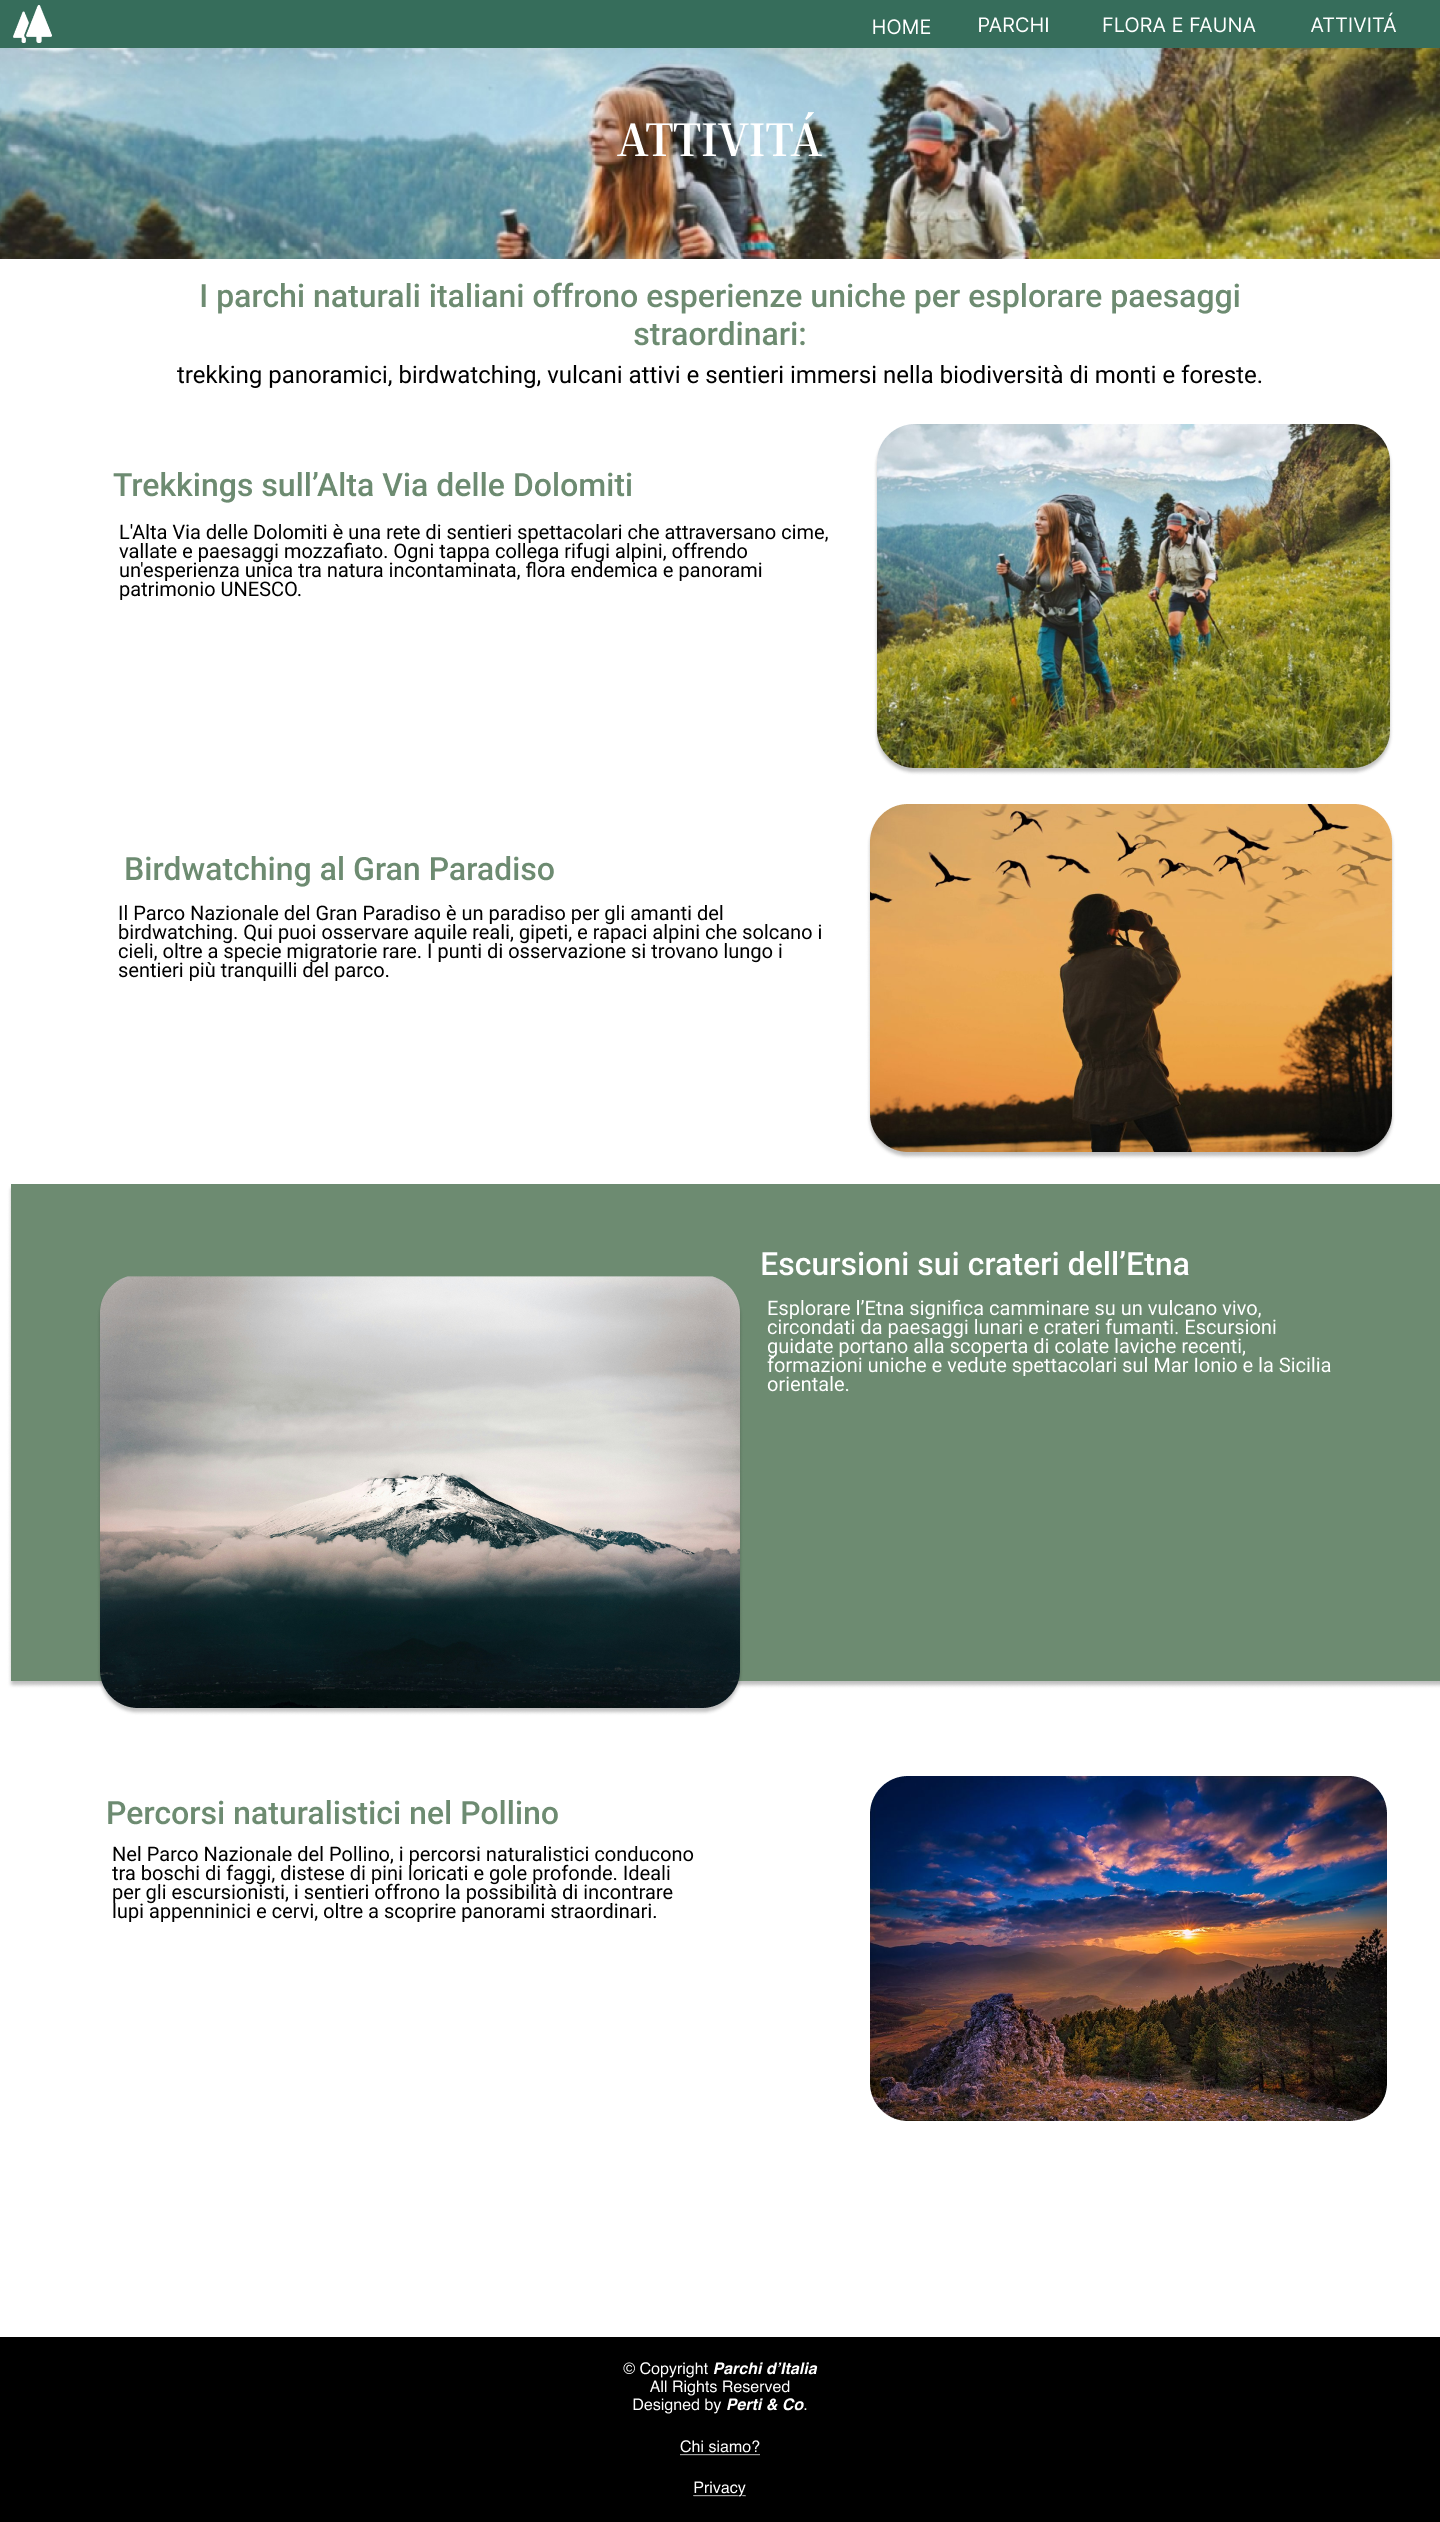 HOME PARCHI FLORA E FAUNA ATTIVITÁ
ATTIVITÁ
I parchi naturali italiani offrono esperienze uniche per esplorare paesaggi
straordinari:
trekking panoramici, birdwatching, vulcani attivi e sentieri immersi nella biodiversità di monti e foreste.
Trekkings sull’Alta Via delle Dolomiti
L'Alta Via delle Dolomiti è una rete di sentieri spettacolari che attraversano cime,
vallate e paesaggi mozzafiato. Ogni tappa collega rifugi alpini, offrendo
un'esperienza unica tra natura incontaminata, flora endemica e panorami
patrimonio UNESCO.
Birdwatching al Gran Paradiso
Il Parco Nazionale del Gran Paradiso è un paradiso per gli amanti del
birdwatching. Qui puoi osservare aquile reali, gipeti, e rapaci alpini che solcano i
cieli, oltre a specie migratorie rare. I punti di osservazione si trovano lungo i
sentieri più tranquilli del parco.
Escursioni sui crateri dell’Etna
Esplorare l’Etna significa camminare su un vulcano vivo,
circondati da paesaggi lunari e crateri fumanti. Escursioni
guidate portano alla scoperta di colate laviche recenti,
formazioni uniche e vedute spettacolari sul Mar Ionio e la Sicilia
orientale.
Percorsi naturalistici nel Pollino
Nel Parco Nazionale del Pollino, i percorsi naturalistici conducono
tra boschi di faggi, distese di pini loricati e gole profonde. Ideali
per gli escursionisti, i sentieri offrono la possibilità di incontrare
lupi appenninici e cervi, oltre a scoprire panorami straordinari.
© Copyright Parchi d’Italia
All Rights Reserved
Designed by Perti & Co.
Chi siamo?
Privacy